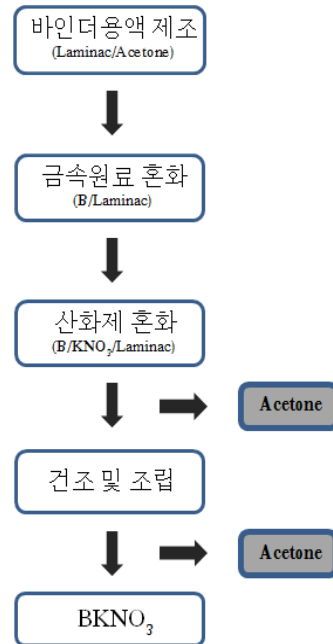 바인더용액 제조
(Laminac/Acetone)
금속원료 혼화
(B/Laminac)
산화제 혼화
(B/KNO₃/Laminac)
Acetone
건조 및 조립
Acetone
BKNO₃